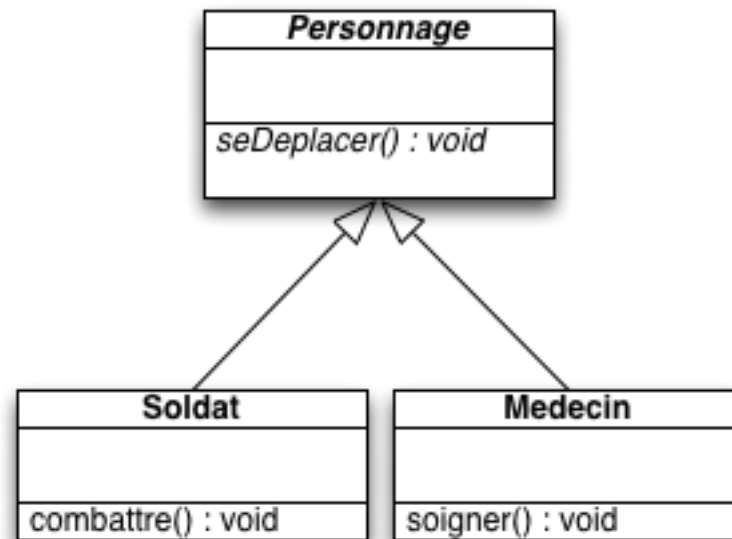 Personnage
seDeplacer() : void
Soldat
combattre() : void
Medecin
soigner() : void